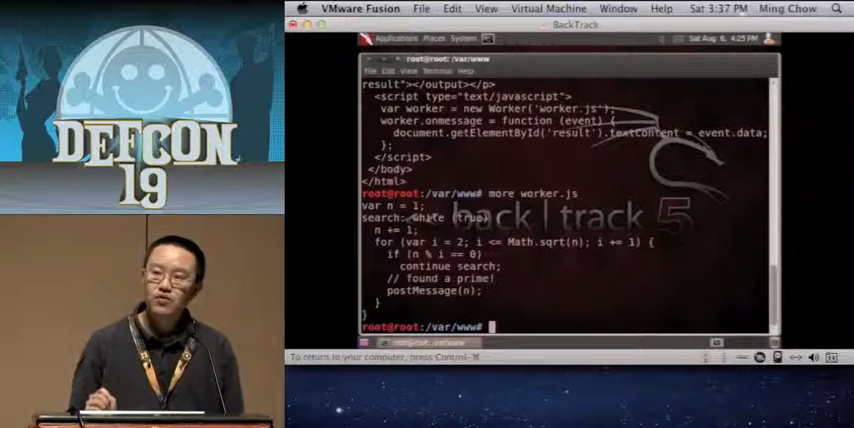 DEFCON
19
VMware Fusion File Edit View Virtual Machine Window Help Sat 3:37 PM Ming Chow
BackTrack
Applications Places System Sat Aug 6, 4:25 PM
root@root: /var/www
File Edit View Terminal Help
result"></output></p>
<script type="text/javascript">
var worker = new Worker('worker.js');
worker.onmessage = function (event) {
document.getElementById('result').textContent = event.data;
};
</script>
</body>
</html>
root@root:/var/www# more worker.js
var n = 1;
search: while (true) {
n += 1;
for (var i = 2; i <= Math.sqrt(n); i += 1) {
if (n % i == 0)
continue search;
// found a prime!
postMessage(n);
}
}
root@root:/var/www#
<< back | track 5
root@root: /var/www
To return to your computer, press Control-⌘